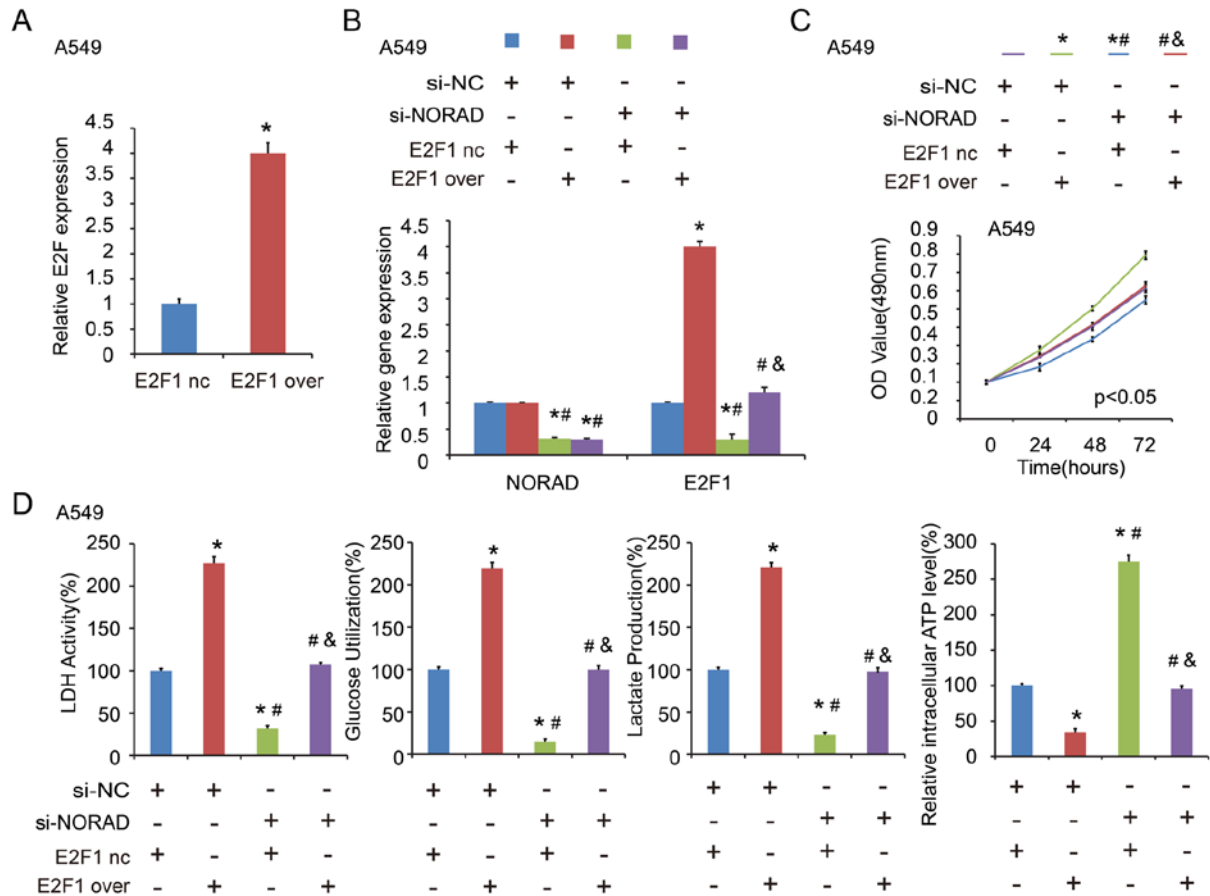 A
A549
Relative E2F expression
4.5
4
3.5
3
2.5
2
1.5
1
0.5
0
*
E2F1 nc
E2F1 over
B
A549
si-NC + + - -
si-NORAD - - + +
E2F1 nc + - + -
E2F1 over - + - +
Relative gene expression
4.5
4
3.5
3
2.5
2
1.5
1
0.5
0
*# *# * *# # &
NORAD
E2F1
C
A549
* *# #&
si-NC + + - -
si-NORAD - - + +
E2F1 nc + - + -
E2F1 over - + - +
A549
OD Value(490nm)
0.9
0.8
0.7
0.6
0.4
0.3
0.2
0.1
0.1
0
p<0.05
0 24 48 72
Time(hours)
D
A549
LDH Activity(%)
250
200
150
100
50
0
* * # # &
Glucose Utilization(%)
250
200
150
100
50
0
* * # # &
Lactate Production(%)
250
200
150
100
50
0
* * # # &
Relative intracellular ATP level(%)
300
250
200
150
100
50
0
* * # # &
si-NC + + - - + + - - + + - - + + - -
si-NORAD - - + + - - + + - - + + - - + +
E2F1 nc + - + - + - + - + - + - + - + -
E2F1 over - + - + - + - + - + - + - + - +